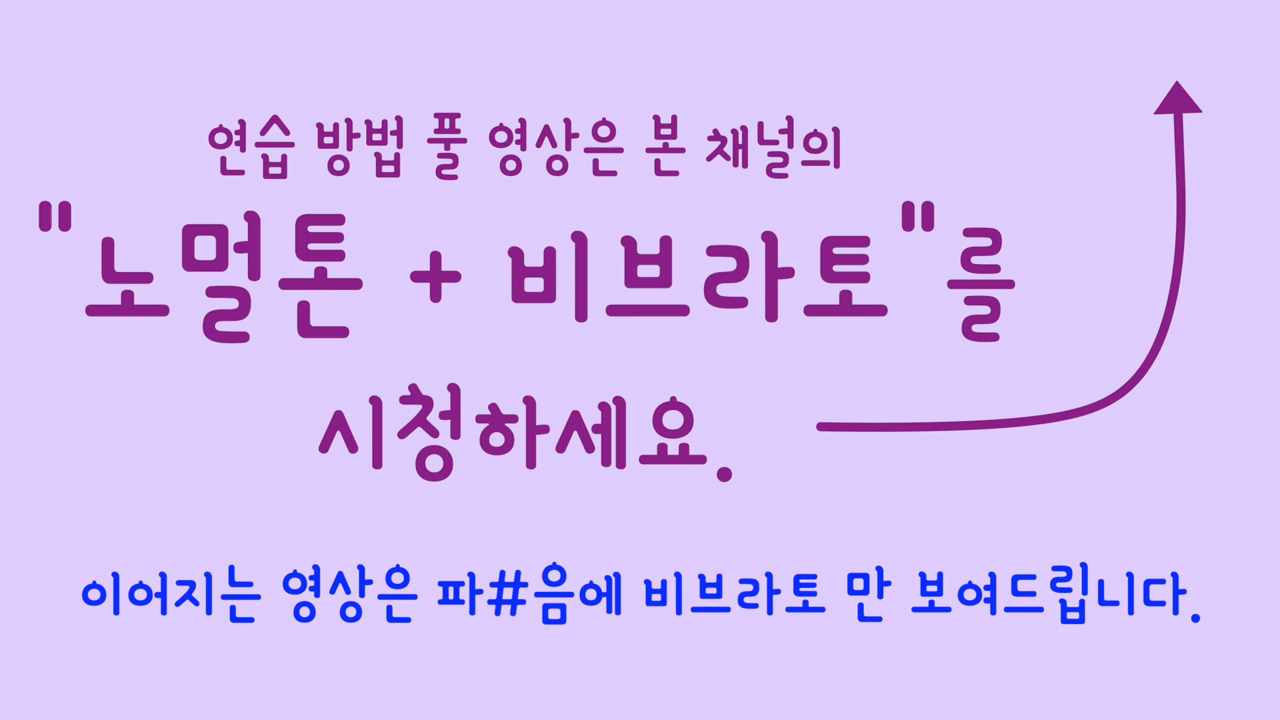 연습 방법 풀 영상은 본 채널의
"노멀톤 + 비브라토"를
시청하세요.
이어지는 영상은 파#음에 비브라토 만 보여드립니다.